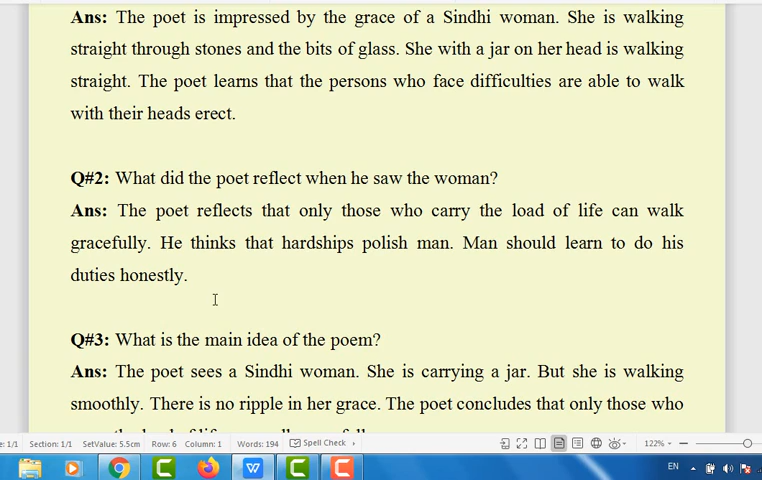 Ans: The poet is impressed by the grace of a Sindhi woman. She is walking
straight through stones and the bits of glass. She with a jar on her head is walking
straight. The poet learns that the persons who face difficulties are able to walk
with their heads erect.
Q#2: What did the poet reflect when he saw the woman?
Ans: The poet reflects that only those who carry the load of life can walk
gracefully. He thinks that hardships polish man. Man should learn to do his
duties honestly.
Q#3: What is the main idea of the poem?
Ans: The poet sees a Sindhi woman. She is carrying a jar. But she is walking
smoothly. There is no ripple in her grace. The poet concludes that only those who
e: 1/1 Section: 1/1 SetValue: 5.5cm Row: 6 Column: 1 Words: 194 Spell Check 122%
EN